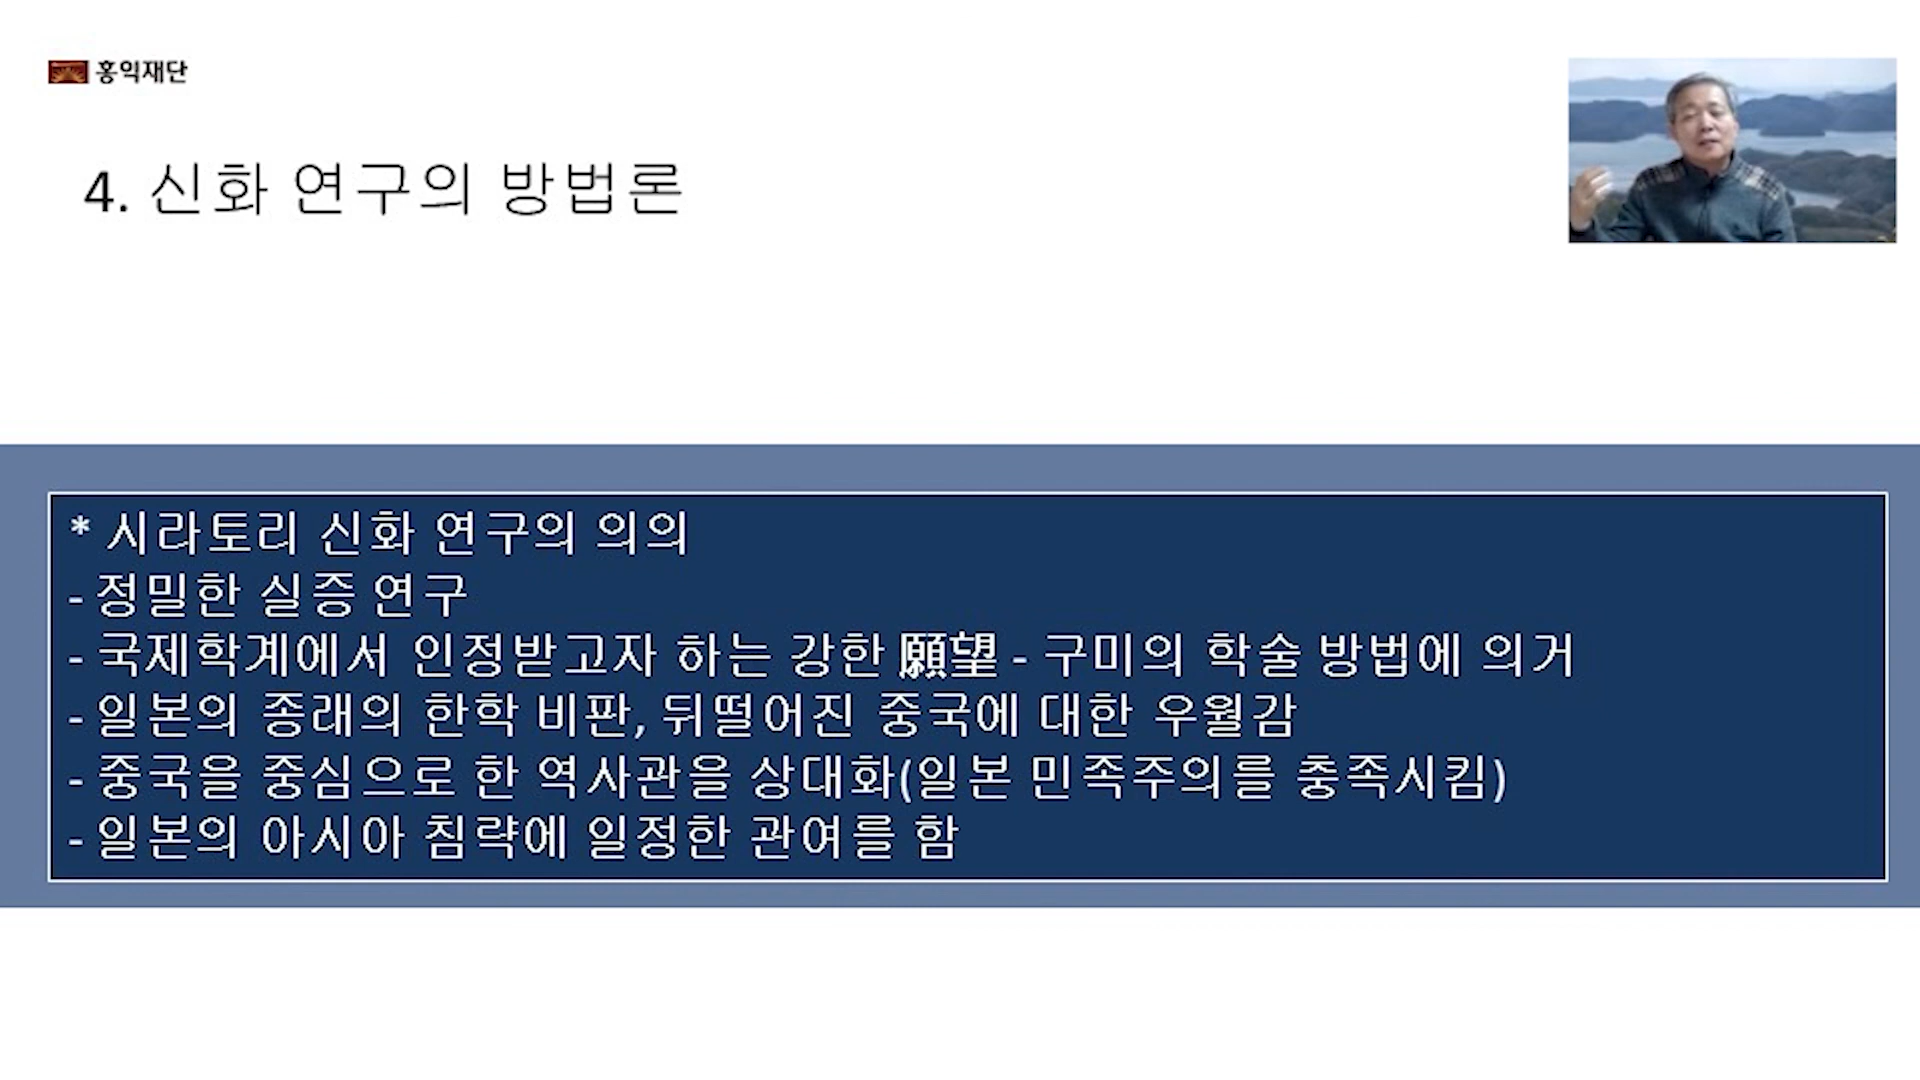 홍익재단
4. 신화 연구의 방법론
* 시라토리 신화 연구의 의의
- 정밀한 실증 연구
- 국제학계에서 인정받고자 하는 강한 願望 - 구미의 학술 방법에 의거
- 일본의 종래의 한학 비판, 뒤떨어진 중국에 대한 우월감
- 중국을 중심으로 한 역사관을 상대화(일본 민족주의를 충족시킴)
- 일본의 아시아 침략에 일정한 관여를 함